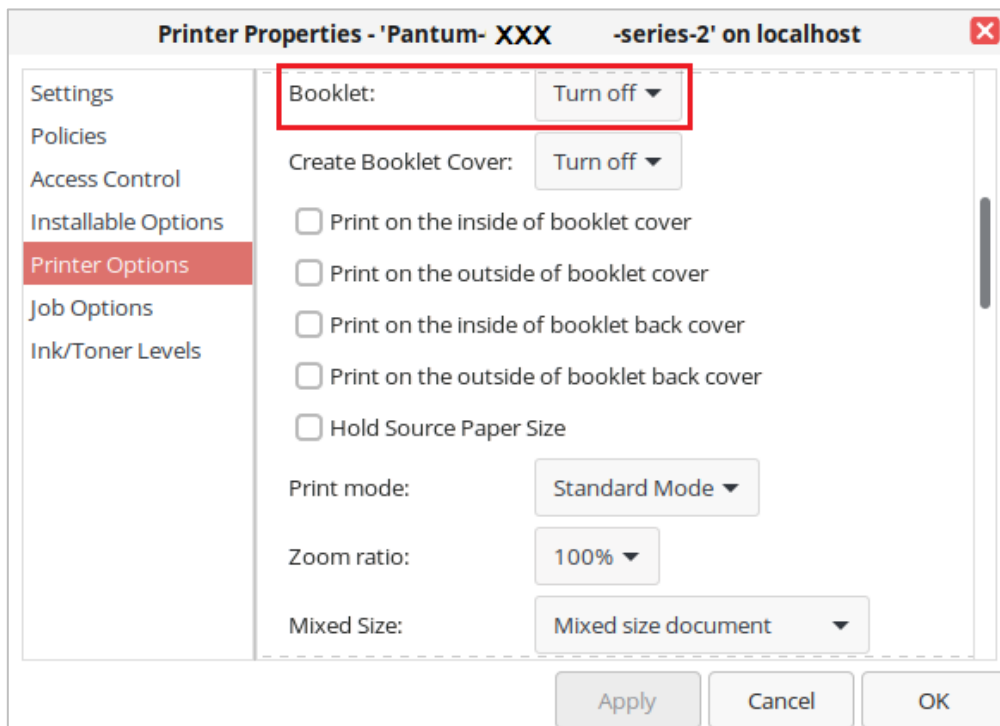 Printer Properties - 'Pantum- XXX -series-2' on localhost
Settings
Policies
Access Control
Installable Options
Printer Options
Job Options
Ink/Toner Levels
Booklet: Turn off
Create Booklet Cover: Turn off
Print on the inside of booklet cover
Print on the outside of booklet cover
Print on the inside of booklet back cover
Print on the outside of booklet back cover
Hold Source Paper Size
Print mode: Standard Mode
Zoom ratio: 100%
Mixed Size: Mixed size document
Apply Cancel OK